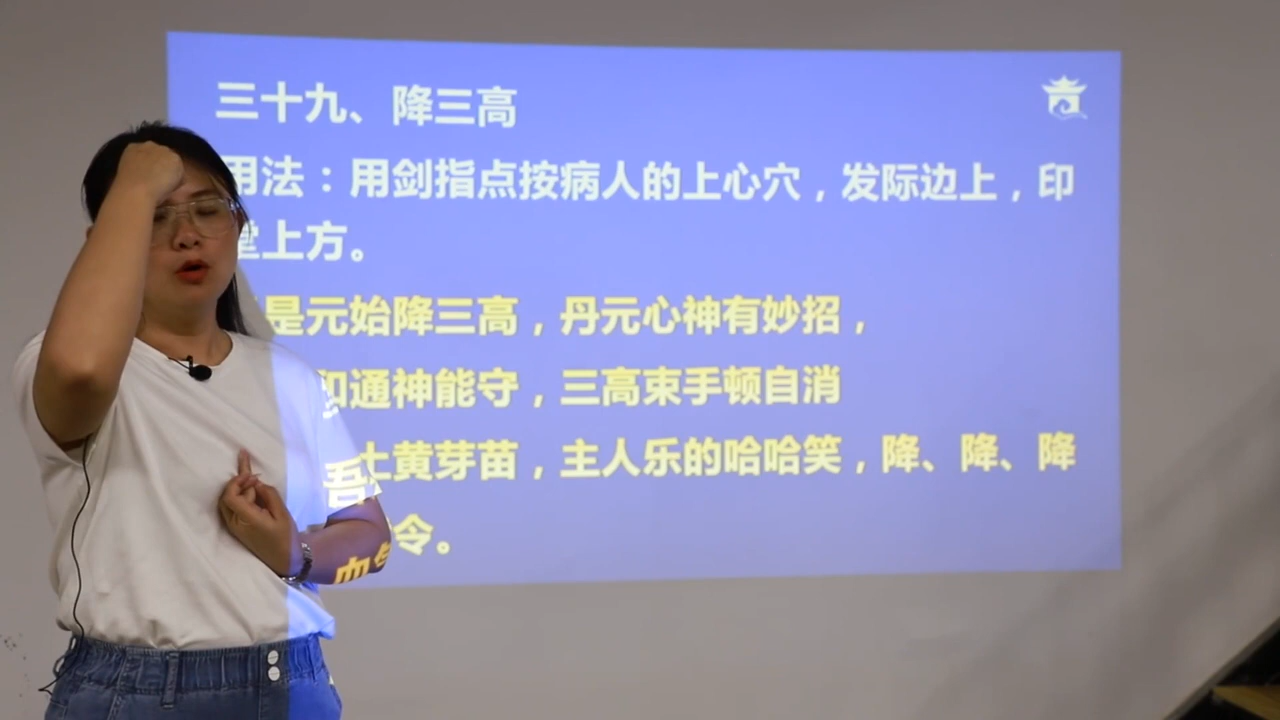 三十九、降三高
用法：用剑指点按病人的上心穴，发际边上，印
堂上方。
是元始降三高，丹元心神有妙招，
和通神能守，三高束手顿自消
吾 土黄芽苗，主人乐的哈哈笑，降、降、降
令。